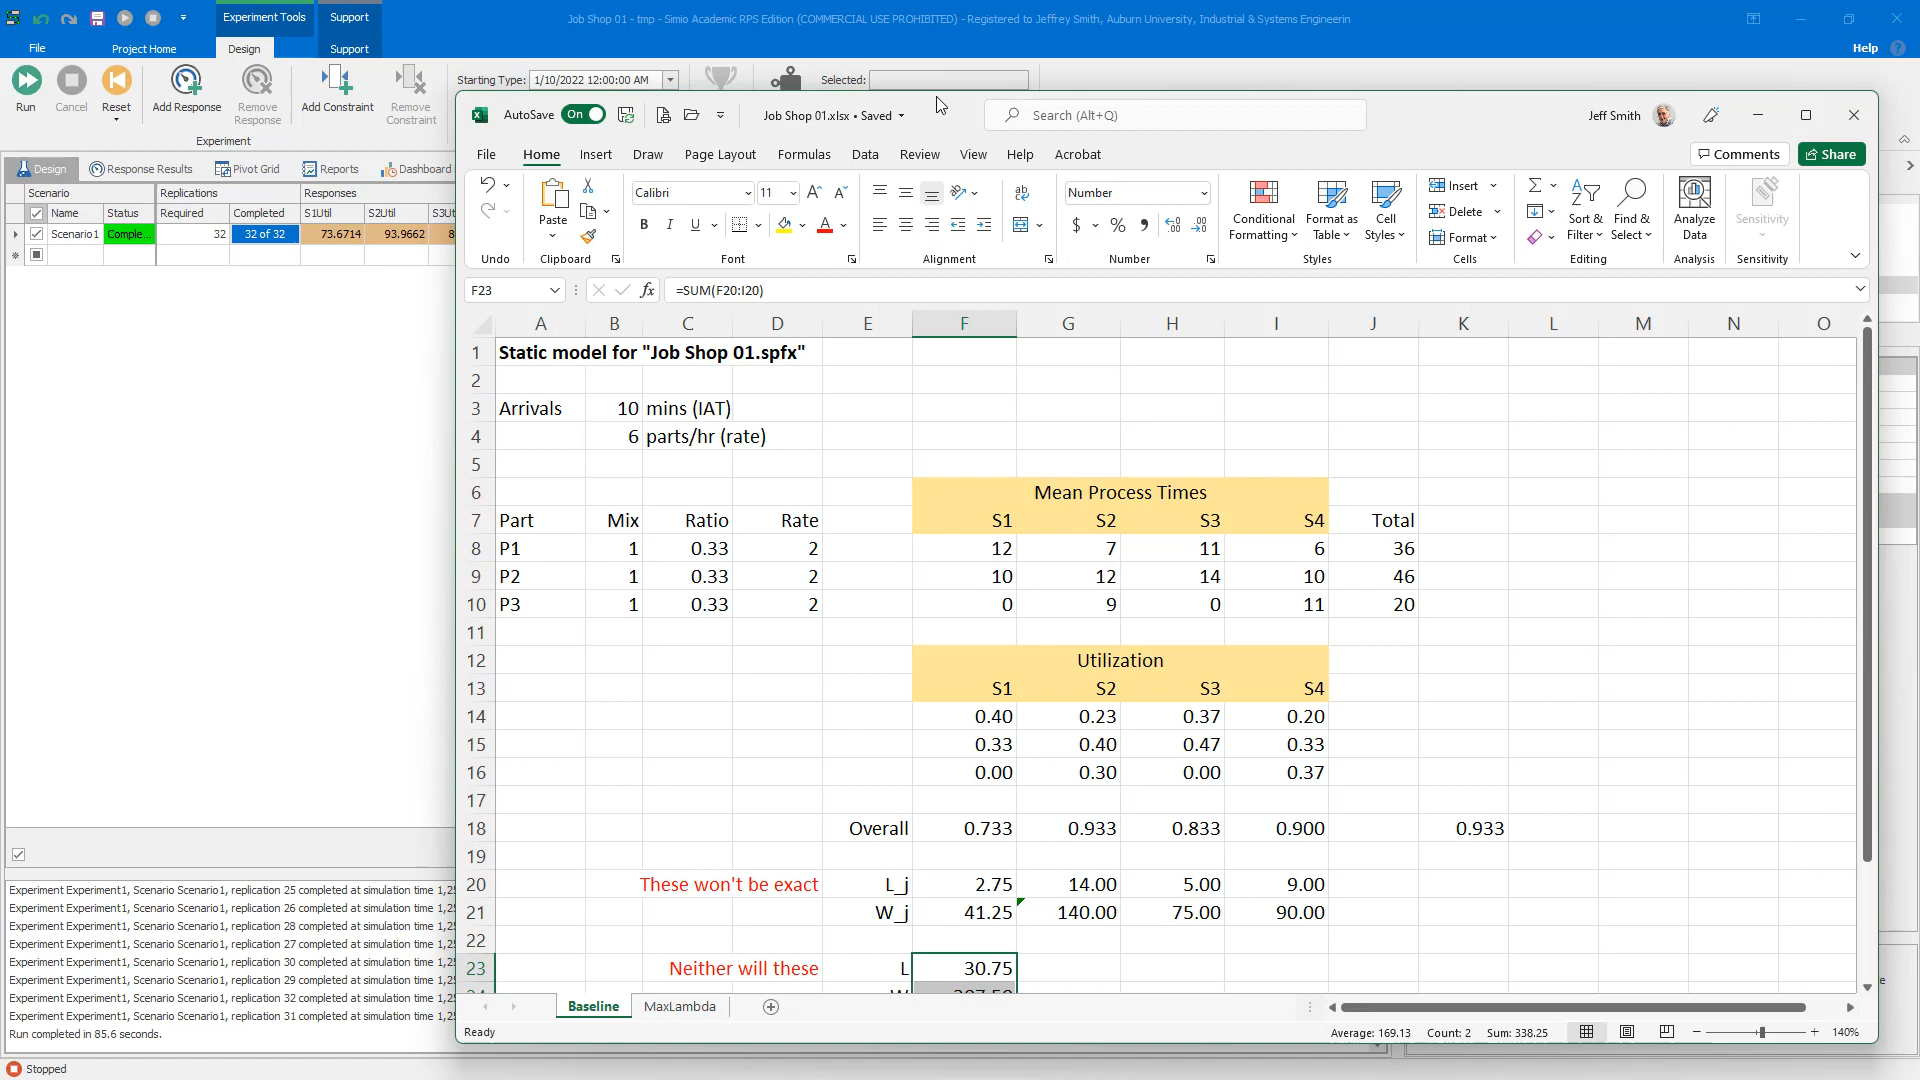 Experiment Tools
Support
Job Shop 01 - tmp - Simio Academic RPS Edition (COMMERCIAL USE PROHIBITED) - Registered to Jeffrey Smith, Auburn University, Industrial & Systems Engineerin
File
Project Home
Design
Support
Help
Run
Cancel
Reset
Add Response
Remove Response
Add Constraint
Remove Constraint
Experiment
Starting Type: 1/10/2022 12:00:00 AM
Selected:
Design
Response Results
Pivot Grid
Reports
Dashboard
Scenario
Replications
Responses
Name
Status
Required
Completed
S1Util
S2Util
S3Ut
Scenario1
Comple...
32
32 of 32
73.6714
93.9662
8
AutoSave
On
Job Shop 01.xlsx • Saved
Search (Alt+Q)
Jeff Smith
File Home Insert Draw Page Layout Formulas Data Review View Help Acrobat
Comments
Share
Paste
Calibri
11
Number
Conditional Formatting
Format as Table
Cell Styles
Insert
Delete
Format
Sort & Filter
Find & Select
Analyze Data
Sensitivity
Undo
Clipboard
Font
Alignment
Number
Styles
Cells
Editing
Analysis
Sensitivity
F23
fx
=SUM(F20:I20)
A B C D E F G H I J K L M N O
1 Static model for "Job Shop 01.spfx"
2
3 Arrivals 10 mins (IAT)
4 6 parts/hr (rate)
5
6 Mean Process Times
7 Part Mix Ratio Rate S1 S2 S3 S4 Total
8 P1 1 0.33 2 12 7 11 6 36
9 P2 1 0.33 2 10 12 14 10 46
10 P3 1 0.33 2 0 9 0 11 20
11
12 Utilization
13 S1 S2 S3 S4
14 0.40 0.23 0.37 0.20
15 0.33 0.40 0.47 0.33
16 0.00 0.30 0.00 0.37
17
18 Overall 0.733 0.933 0.833 0.900 0.933
19
20 These won't be exact L_j 2.75 14.00 5.00 9.00
21 W_j 41.25 140.00 75.00 90.00
22
23 Neither will these L 30.75
Baseline
MaxLambda
Ready
Average: 169.13 Count: 2 Sum: 338.25
140%
Experiment Experiment1, Scenario Scenario1, replication 25 completed at simulation time 1,25
Experiment Experiment1, Scenario Scenario1, replication 26 completed at simulation time 1,25
Experiment Experiment1, Scenario Scenario1, replication 28 completed at simulation time 1,25
Experiment Experiment1, Scenario Scenario1, replication 27 completed at simulation time 1,25
Experiment Experiment1, Scenario Scenario1, replication 30 completed at simulation time 1,25
Experiment Experiment1, Scenario Scenario1, replication 29 completed at simulation time 1,25
Experiment Experiment1, Scenario Scenario1, replication 32 completed at simulation time 1,25
Experiment Experiment1, Scenario Scenario1, replication 31 completed at simulation time 1,25
Run completed in 85.6 seconds.
Stopped